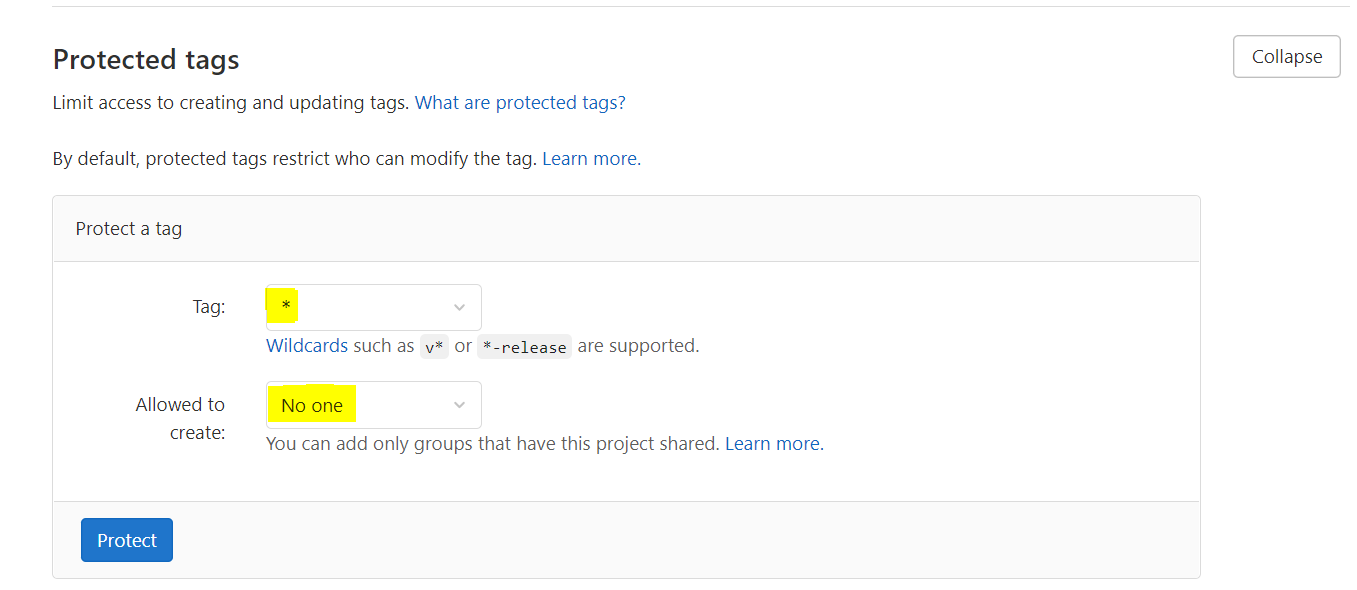 Protected tags
Collapse
Limit access to creating and updating tags. What are protected tags?
By default, protected tags restrict who can modify the tag. Learn more.
Protect a tag
Tag:
*
Wildcards such as v* or *-release are supported.
Allowed to
create:
No one
You can add only groups that have this project shared. Learn more.
Protect